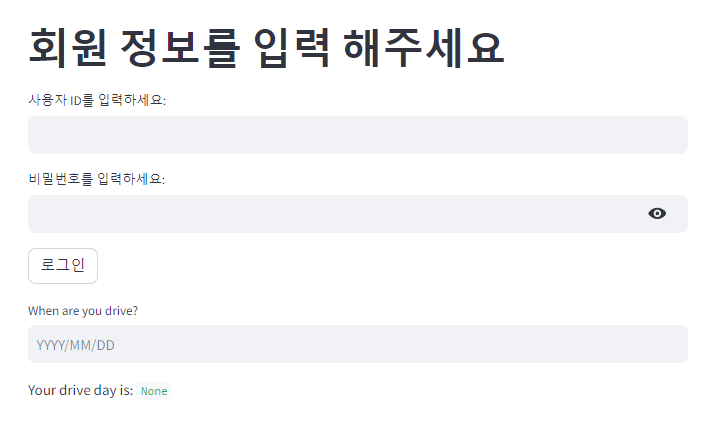 회원 정보를 입력 해주세요
사용자 ID를 입력하세요:
비밀번호를 입력하세요:
로그인
When are you drive?
YYYY/MM/DD
Your drive day is: None